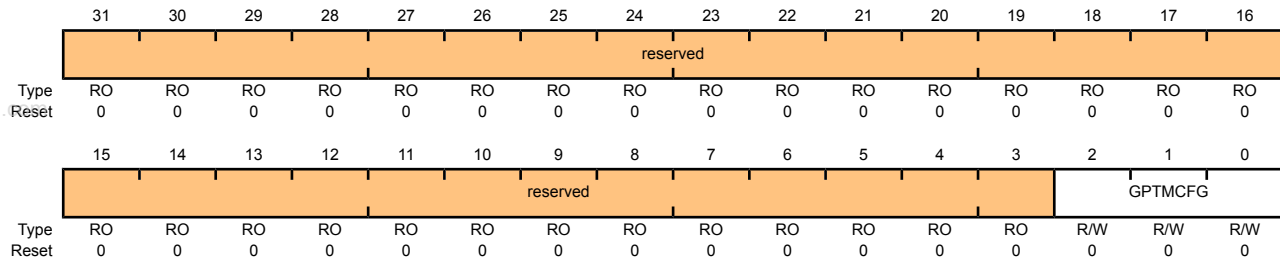 31 30 29 28 27 26 25 24 23 22 21 20 19 18 17 16
reserved
Type RO RO RO RO RO RO RO RO RO RO RO RO RO RO RO RO
Reset 0 0 0 0 0 0 0 0 0 0 0 0 0 0 0 0
15 14 13 12 11 10 9 8 7 6 5 4 3 2 1 0
reserved GPTMCFG
Type RO RO RO RO RO RO RO RO RO RO RO RO RO R/W R/W R/W
Reset 0 0 0 0 0 0 0 0 0 0 0 0 0 0 0 0